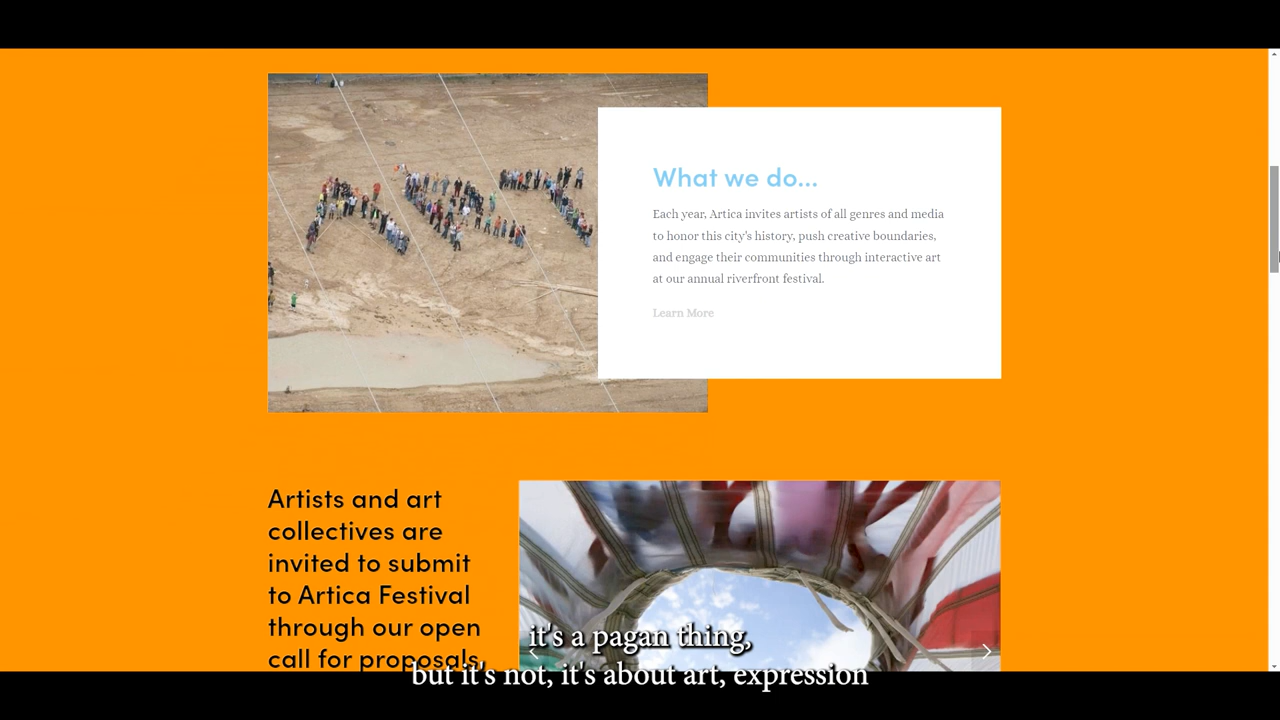 What we do...
Each year, Artica invites artists of all genres and media
to honor this city's history, push creative boundaries,
and engage their communities through interactive art
at our annual riverfront festival.
Learn More
Artists and art
collectives are
invited to submit
to Artica Festival
through our open
call for proposals.
it's a pagan thing,
but it's not, it's about art, expression